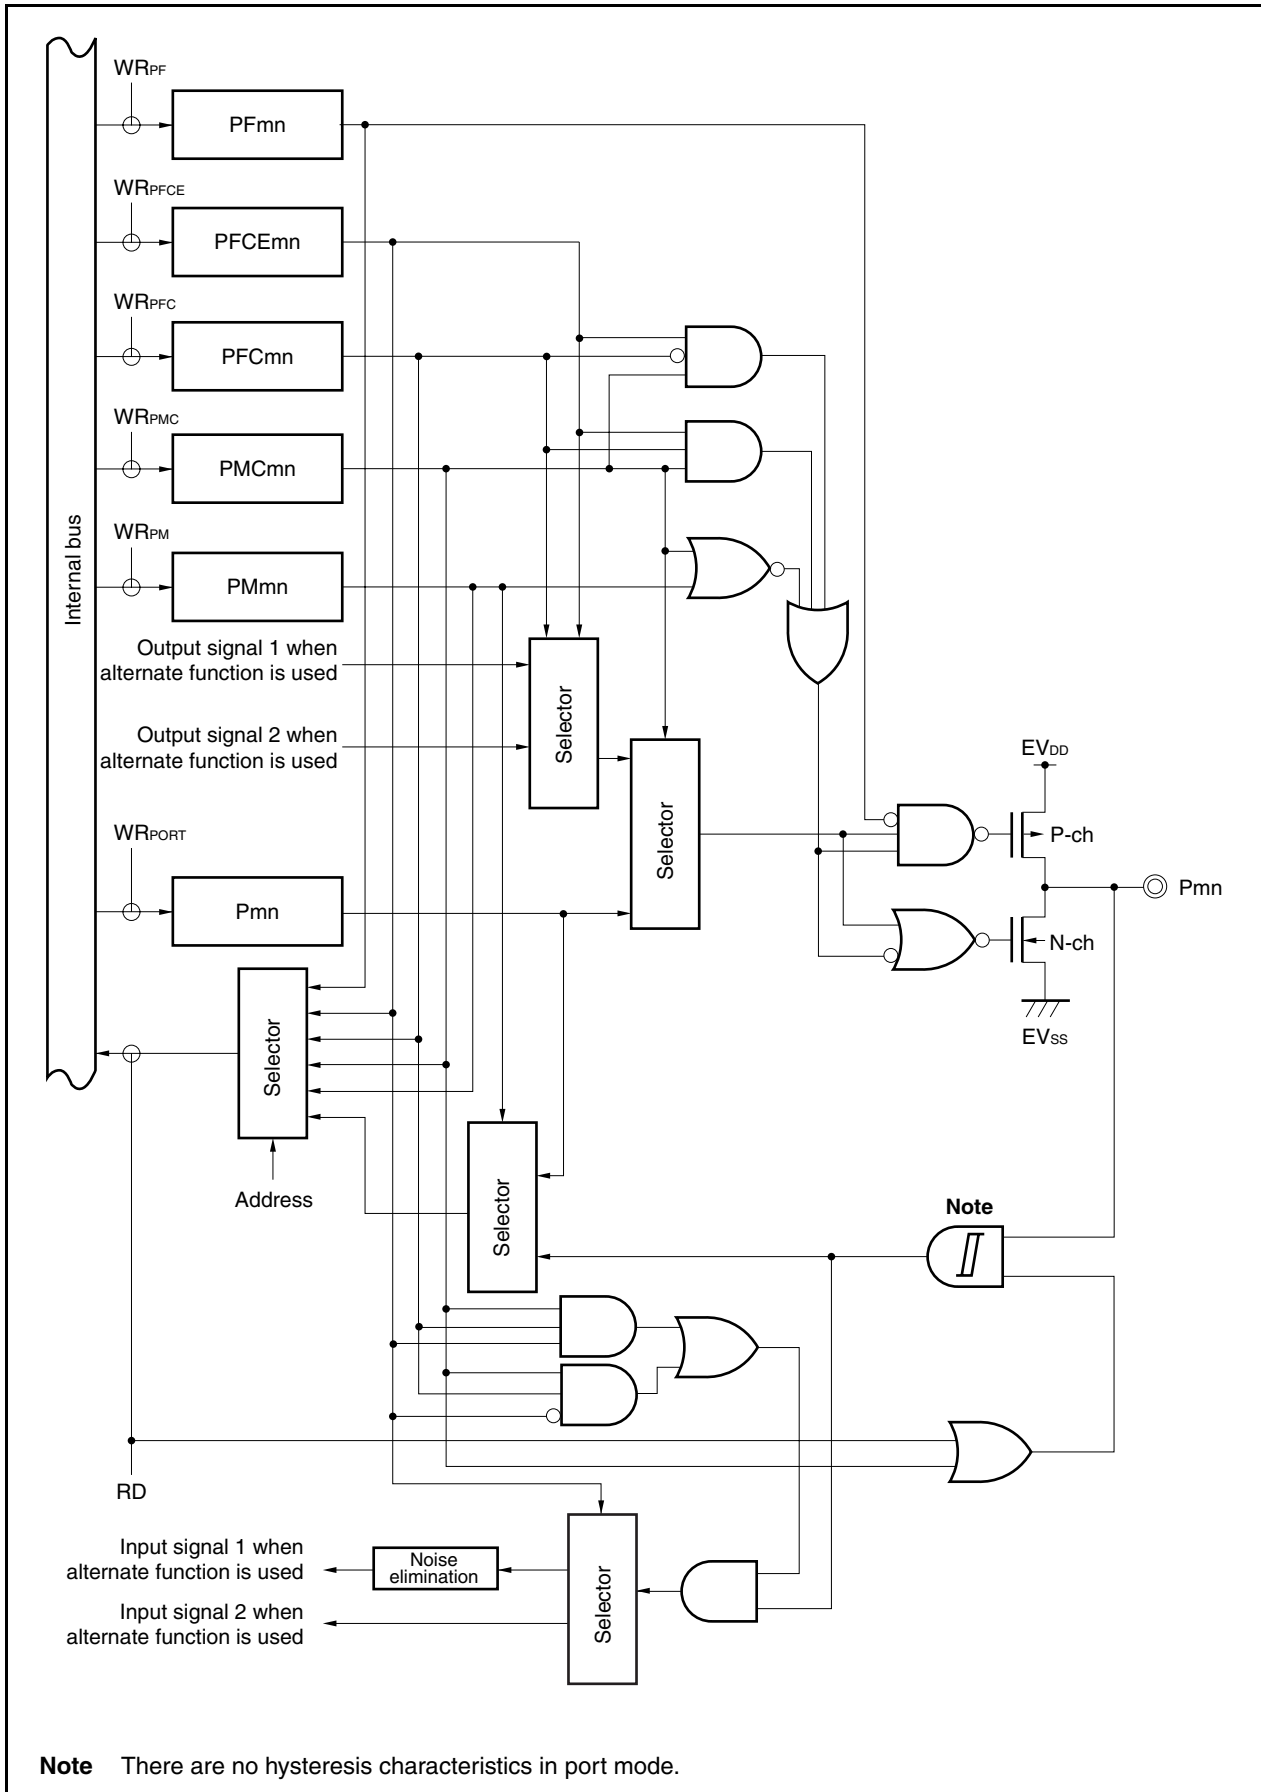 WRPF
PFmn
WRPFCE
PFCEmn
WRPFC
PFCmn
WRPMC
PMCmn
Internal bus
WRPM
PMmn
Output signal 1 when
alternate function is used
Output signal 2 when
alternate function is used
Selector
Selector
EVDD
P-ch
WRPORT
Pmn
Pmn
N-ch
EVSS
Selector
Address
Selector
Note
RD
Input signal 1 when
alternate function is used
Noise
elimination
Input signal 2 when
alternate function is used
Selector
Note There are no hysteresis characteristics in port mode.